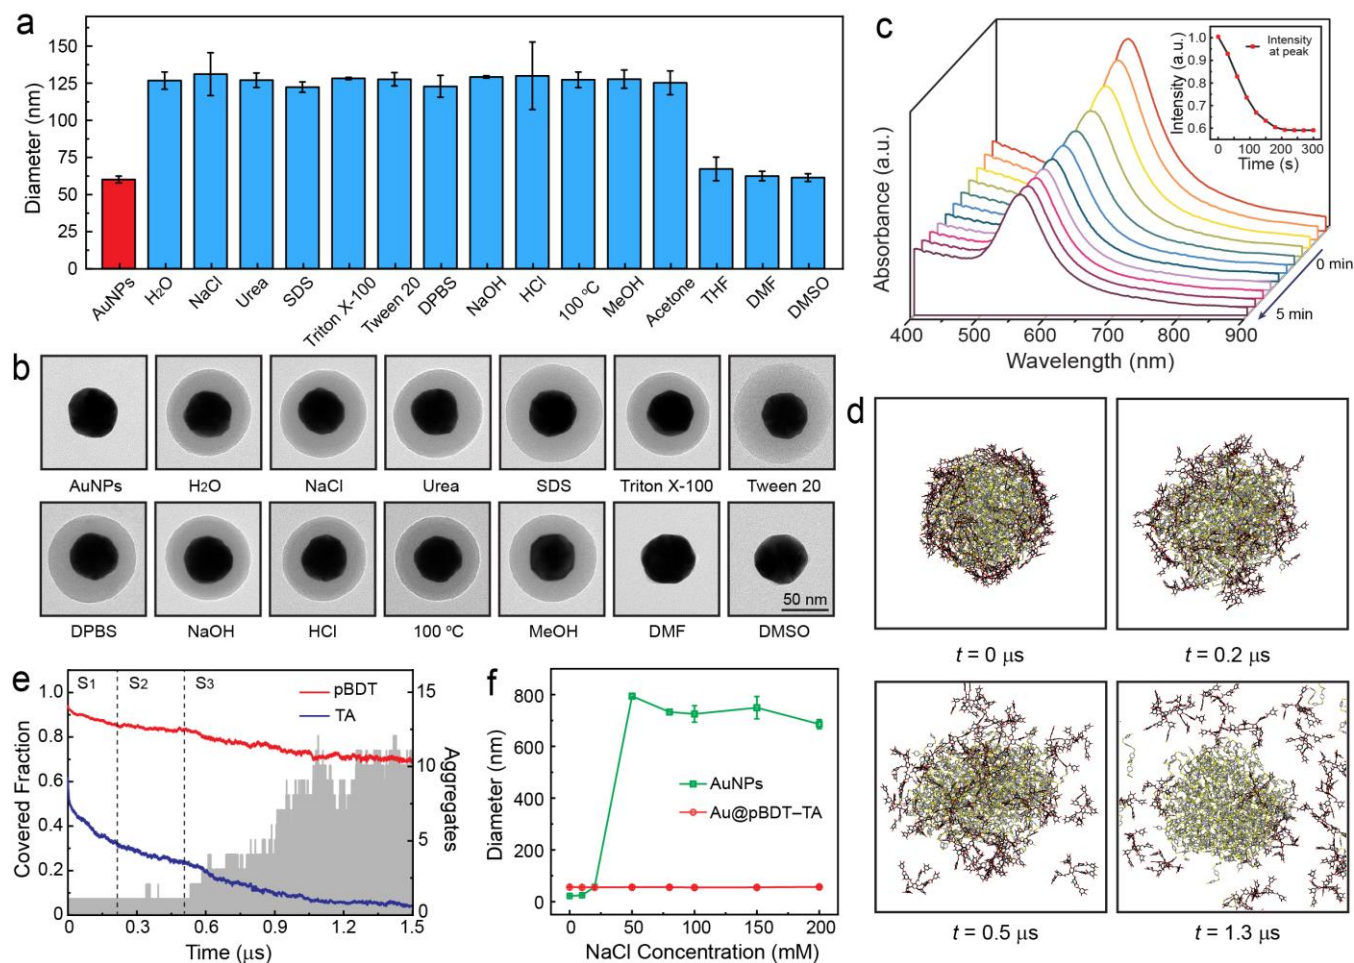 a
Diameter (nm)
150
125
100
75
50
25
0
AuNPs
H2O
NaCl
Urea
SDS
Triton X-100
Tween 20
DPBS
NaOH
HCl
100 ºC
MeOH
Acetone
THF
DMF
DMSO
b
AuNPs
H2O
NaCl
Urea
SDS
Triton X-100
Tween 20
50 nm
DPBS
NaOH
HCl
100 ºC
MeOH
DMF
DMSO
c
Absorbance (a.u.)
400 500 600 700 800 900
Wavelength (nm)
0 min
5 min
Intensity (a.u.)
1.0
0.9
0.8
0.7
0.6
Intensity
at peak
0 100 200 300
Time (s)
d
t = 0 μs
t = 0.2 μs
t = 0.5 μs
t = 1.3 μs
e
Covered Fraction
1.0
0.8
0.6
0.4
0.2
0
S1
S2
S3
pBDT
TA
15
10
5
0
Aggregates
0 0.3 0.6 0.9 1.2 1.5
Time (μs)
f
Diameter (nm)
800
600
400
200
0
AuNPs
Au@pBDT–TA
0 50 100 150 200
NaCl Concentration (mM)